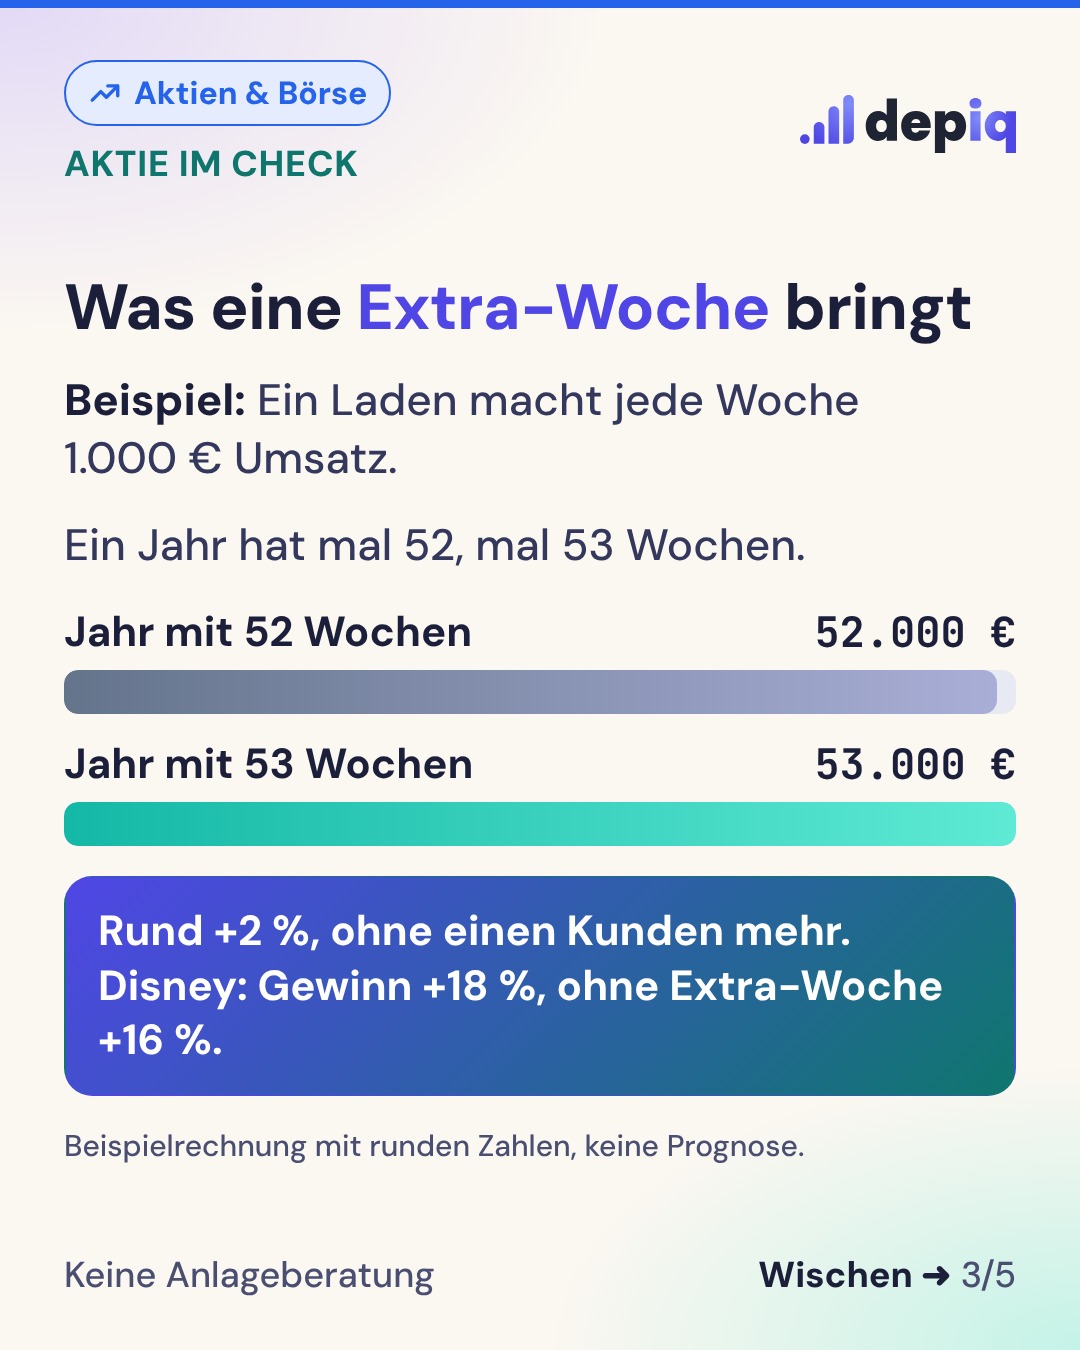 Aktien & Börse
AKTIE IM CHECK
depiq
Was eine Extra-Woche bringt
Beispiel: Ein Laden macht jede Woche
1.000 € Umsatz.
Ein Jahr hat mal 52, mal 53 Wochen.
Jahr mit 52 Wochen 52.000 €
Jahr mit 53 Wochen 53.000 €
Rund +2 %, ohne einen Kunden mehr.
Disney: Gewinn +18 %, ohne Extra-Woche
+16 %.
Beispielrechnung mit runden Zahlen, keine Prognose.
Keine Anlageberatung
Wischen ➜ 3/5